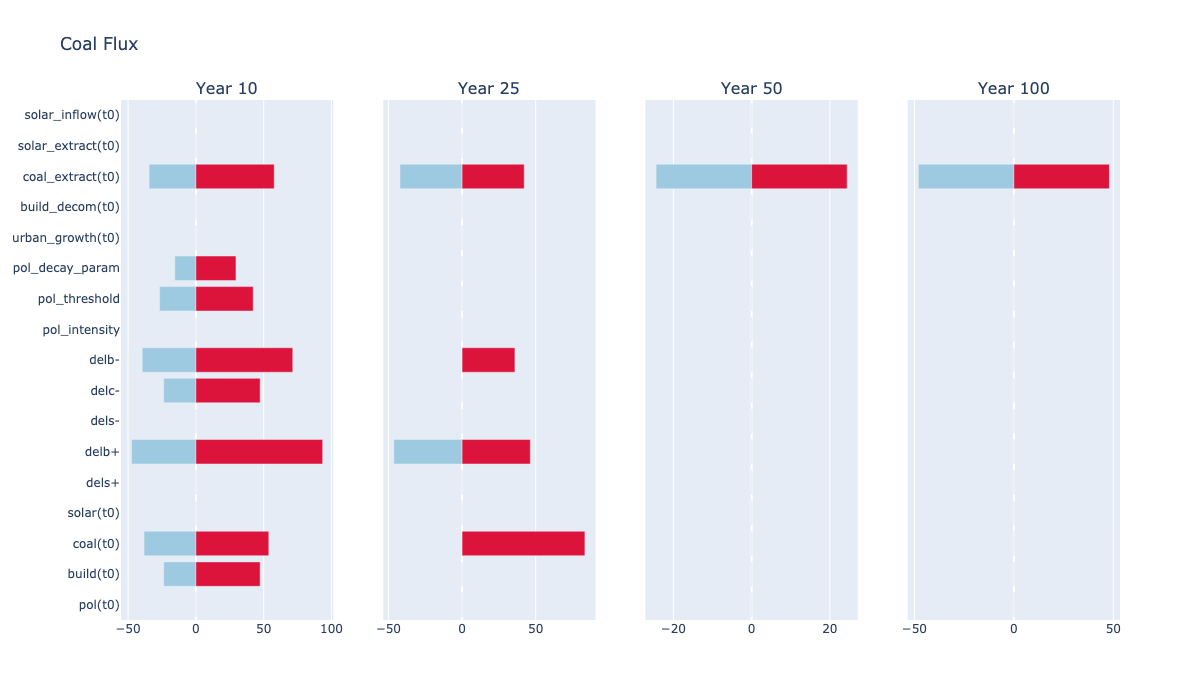 Coal Flux
Year 10
Year 25
Year 50
Year 100
solar_inflow(t0)
solar_extract(t0)
coal_extract(t0)
build_decom(t0)
urban_growth(t0)
pol_decay_param
pol_threshold
pol_intensity
delb-
delc-
dels-
delb+
dels+
solar(t0)
coal(t0)
build(t0)
pol(t0)
−50 0 50 100
−50 0 50
−20 0 20
−50 0 50